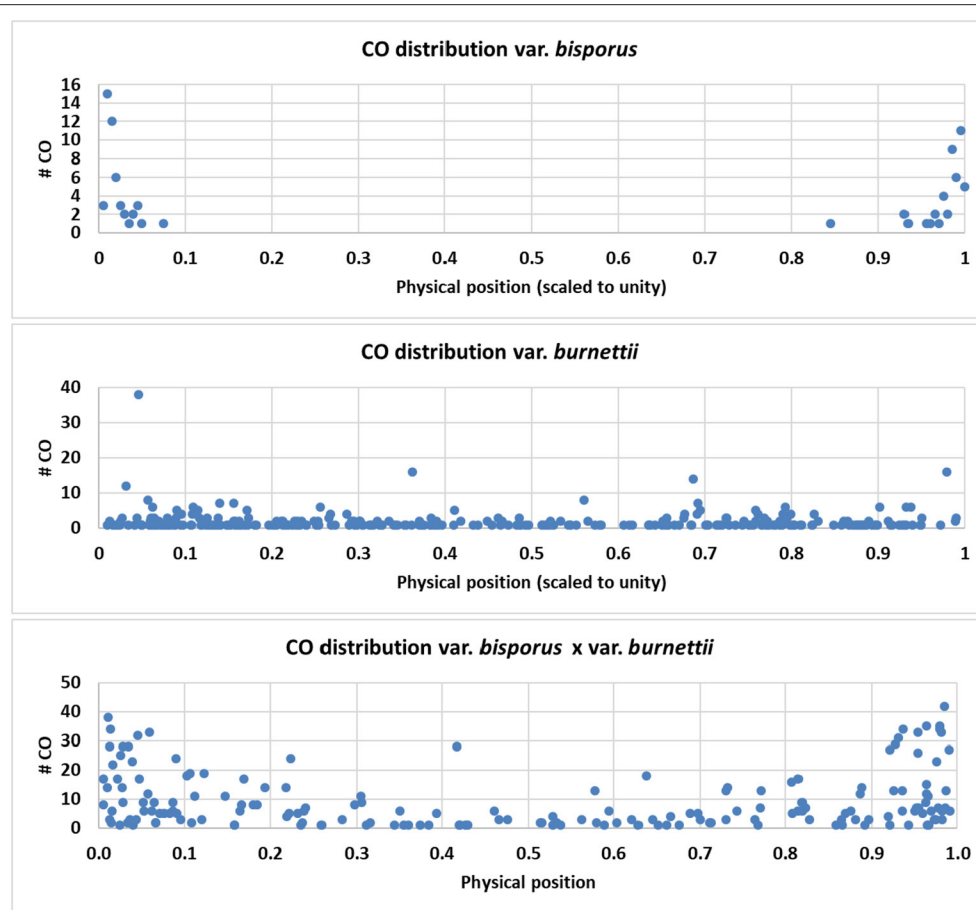 CO distribution var. bisporus
16
14
12
10
8
6
4
2
0
# CO
0 0.1 0.2 0.3 0.4 0.5 0.6 0.7 0.8 0.9 1
Physical position (scaled to unity)
CO distribution var. burnettii
40
30
20
10
0
# CO
0 0.1 0.2 0.3 0.4 0.5 0.6 0.7 0.8 0.9 1
Physical position (scaled to unity)
CO distribution var. bisporus x var. burnettii
50
40
30
20
10
0
# CO
0.0 0.1 0.2 0.3 0.4 0.5 0.6 0.7 0.8 0.9 1.0
Physical position